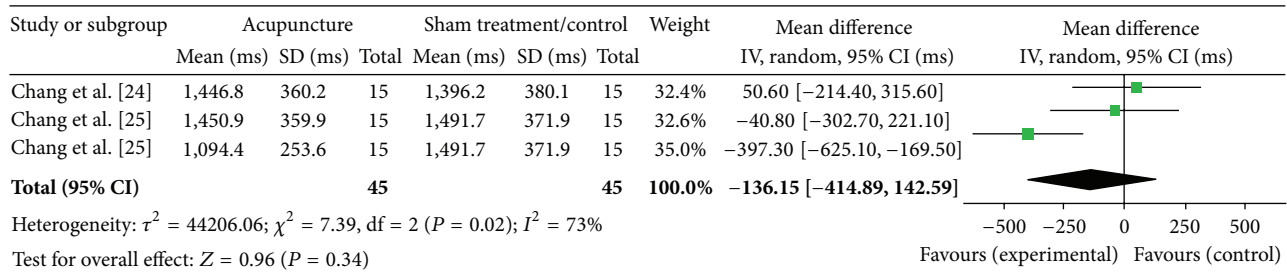 Study or subgroup Acupuncture Sham treatment/control Weight Mean difference Mean difference
Mean (ms) SD (ms) Total Mean (ms) SD (ms) Total IV, random, 95% CI (ms) IV, random, 95% CI (ms)
Chang et al. [24] 1,446.8 360.2 15 1,396.2 380.1 15 32.4% 50.60 [−214.40, 315.60]
Chang et al. [25] 1,450.9 359.9 15 1,491.7 371.9 15 32.6% −40.80 [−302.70, 221.10]
Chang et al. [25] 1,094.4 253.6 15 1,491.7 371.9 15 35.0% −397.30 [−625.10, −169.50]
Total (95% CI) 45 45 100.0% −136.15 [−414.89, 142.59]
Heterogeneity: τ² = 44206.06; χ² = 7.39, df = 2 (P = 0.02); I² = 73%
−500 −250 0 250 500
Test for overall effect: Z = 0.96 (P = 0.34)
Favours (experimental) Favours (control)